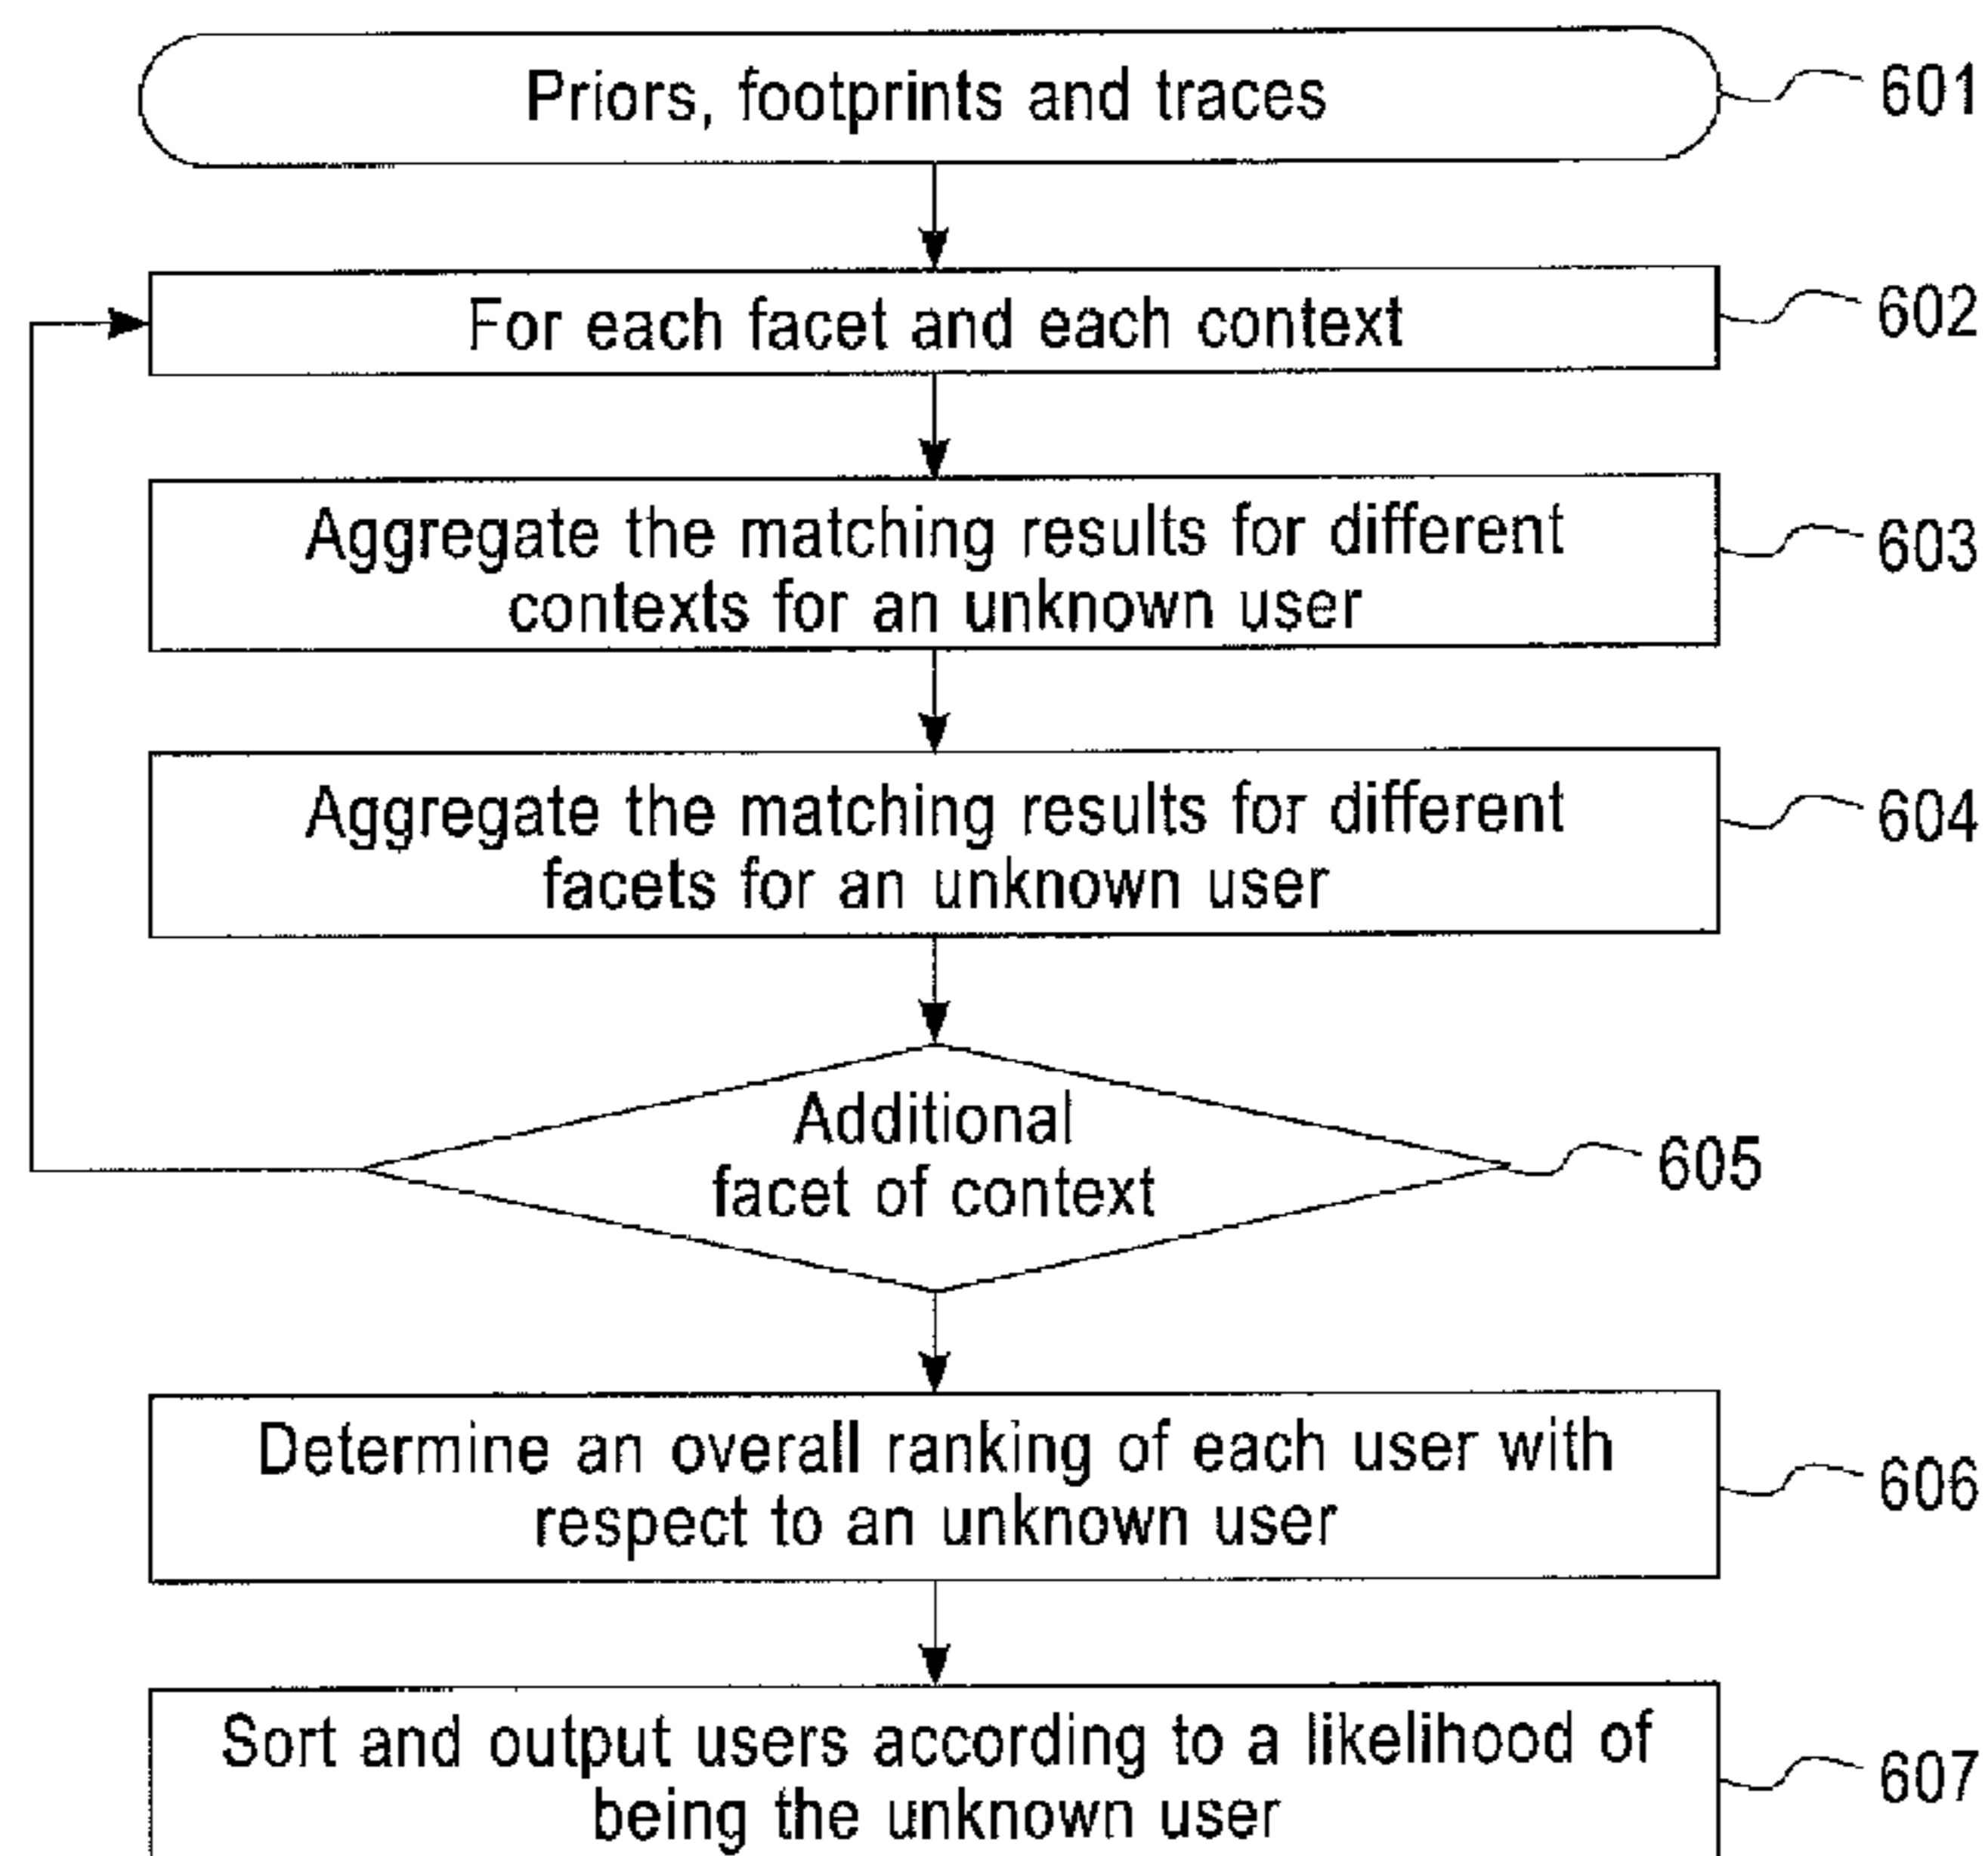 Priors, footprints and traces
601
For each facet and each context
602
Aggregate the matching results for different
contexts for an unknown user
603
Aggregate the matching results for different
facets for an unknown user
604
Additional
facet of context
605
Determine an overall ranking of each user with
respect to an unknown user
606
Sort and output users according to a likelihood of
being the unknown user
607